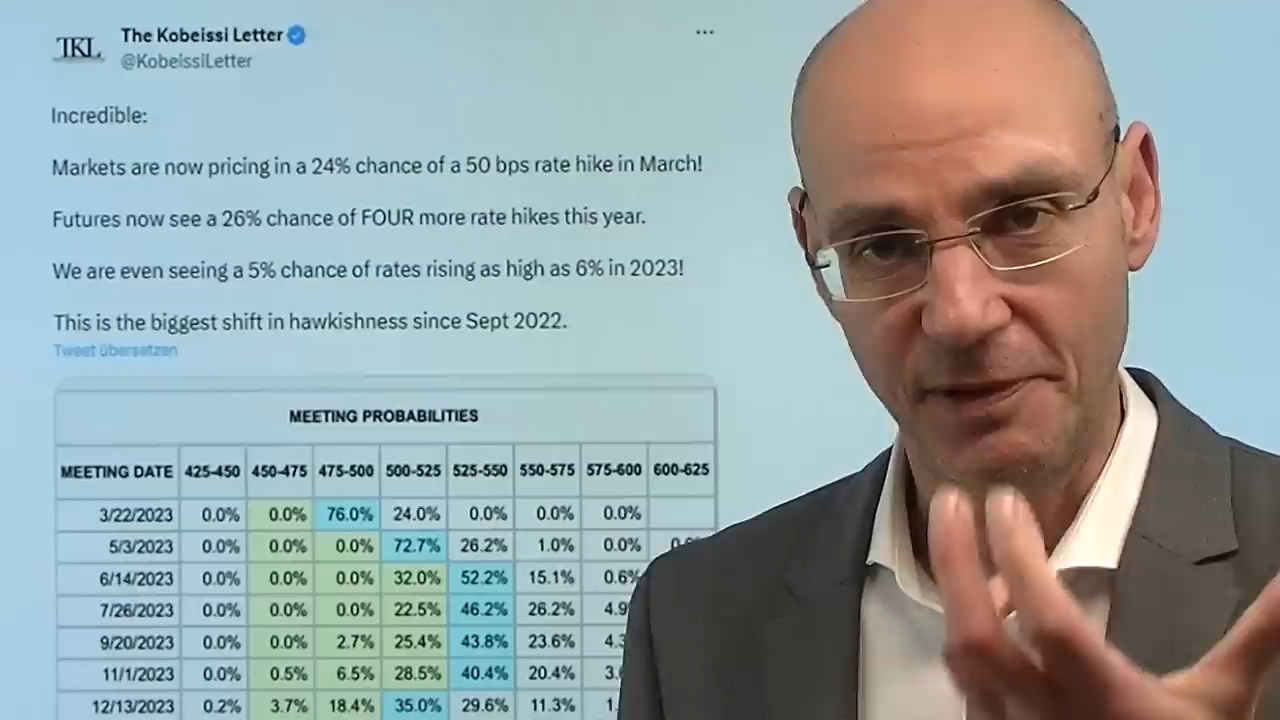 TKL
The Kobeissi Letter
@KobeissiLetter
...
Incredible:
Markets are now pricing in a 24% chance of a 50 bps rate hike in March!
Futures now see a 26% chance of FOUR more rate hikes this year.
We are even seeing a 5% chance of rates rising as high as 6% in 2023!
This is the biggest shift in hawkishness since Sept 2022.
Tweet übersetzen
MEETING PROBABILITIES
MEETING DATE 425-450 450-475 475-500 500-525 525-550 550-575 575-600 600-625
3/22/2023 0.0% 0.0% 76.0% 24.0% 0.0% 0.0% 0.0%
5/3/2023 0.0% 0.0% 0.0% 72.7% 26.2% 1.0% 0.0%
6/14/2023 0.0% 0.0% 0.0% 32.0% 52.2% 15.1% 0.6%
7/26/2023 0.0% 0.0% 0.0% 22.5% 46.2% 26.2% 4.9
9/20/2023 0.0% 0.0% 2.7% 25.4% 43.8% 23.6% 4.3
11/1/2023 0.0% 0.5% 6.5% 28.5% 40.4% 20.4% 3.
12/13/2023 0.2% 3.7% 18.4% 35.0% 29.6% 11.3% 1.